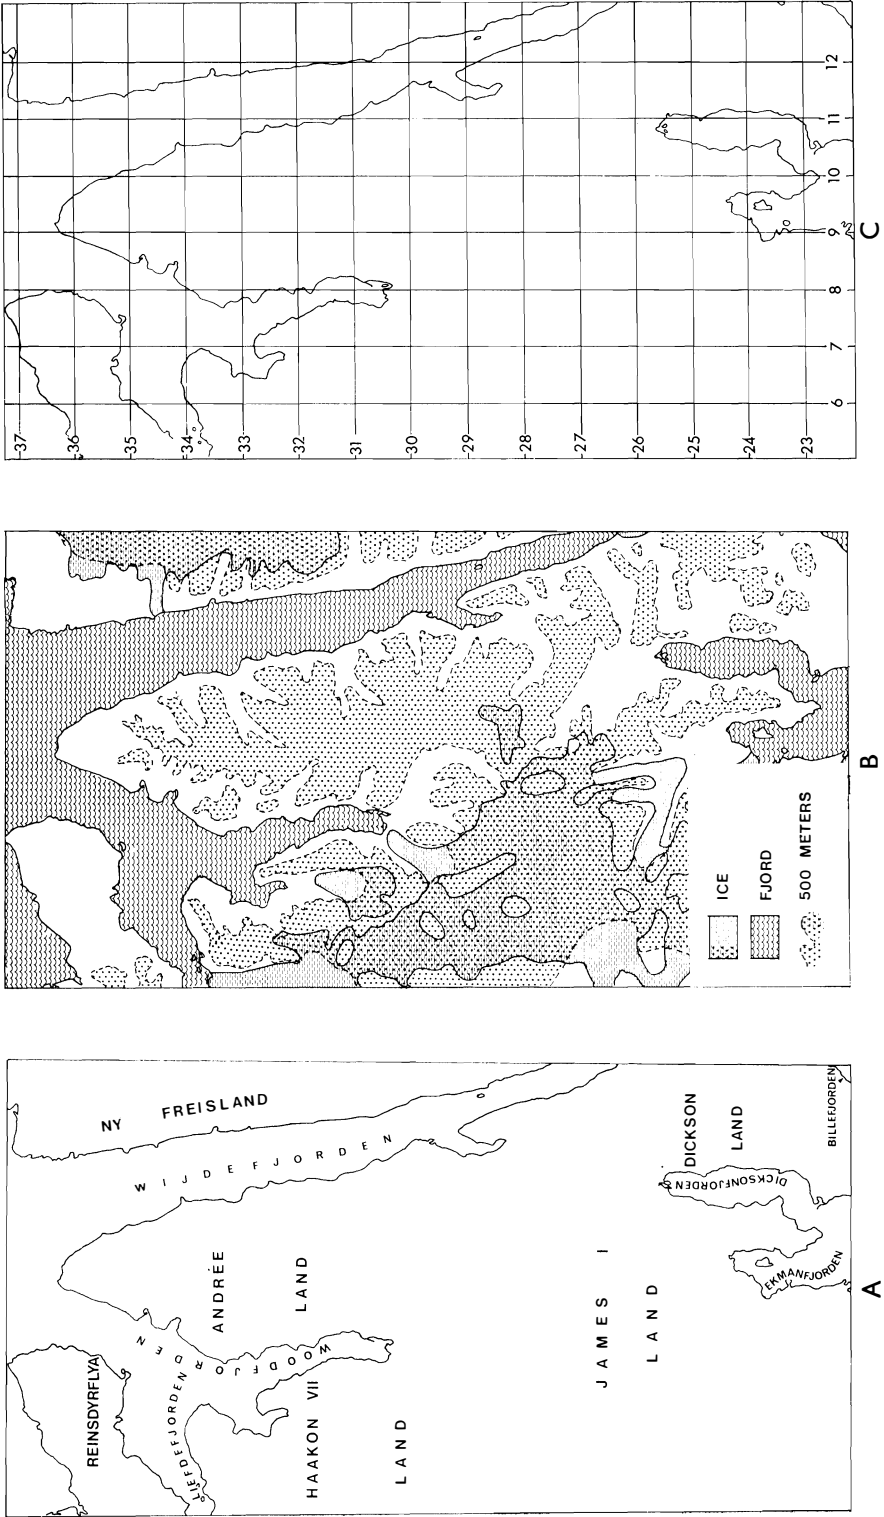 NY FREISLAND
WIJDEFJORDEN
REINSDYRFLYA
WOODFJORDEN
LIEFDEFJORDEN
ANDRÈE
LAND
HAAKON VII
LAND
JAMES I
LAND
DICKSON
LAND
DICKSONFJORDEN
EKMANFJORDEN
BILLEFJORDEN
A
ICE
FJORD
500 METERS
B
37
36
35
34
33
32
31
30
29
28
27
26
25
24
23
6
7
8
9
10
11
12
C